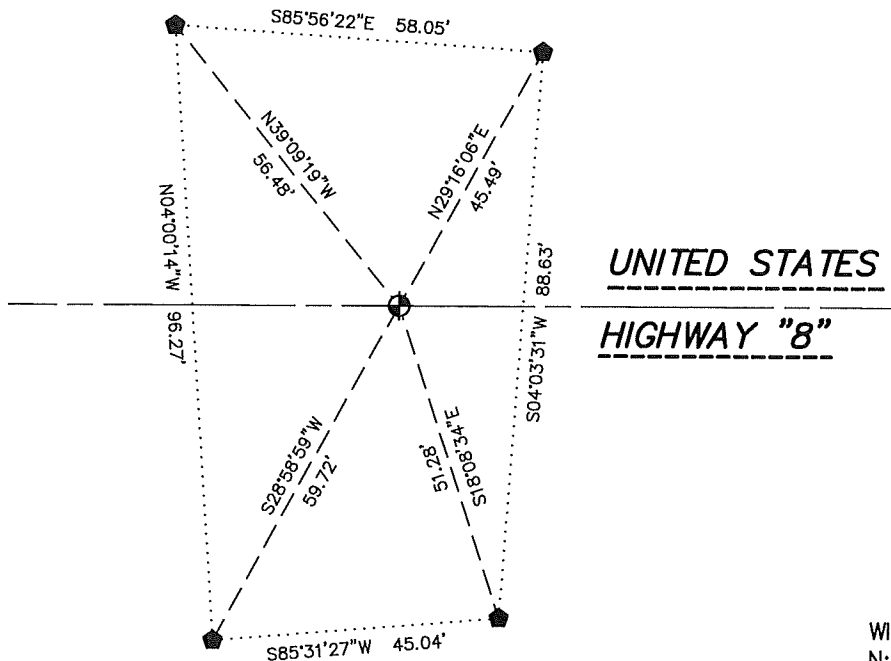 S85°56'22"E 58.05'
N39°09'19"W
56.48'
N29°16'06"E
45.49'
N04°00'14"W 96.27'
S04°03'31"W 88.63'
UNITED STATES
HIGHWAY "8"
S28°58'59"W
59.72'
S18°08'34"E
51.28'
S85°31'27"W 45.04'
WI